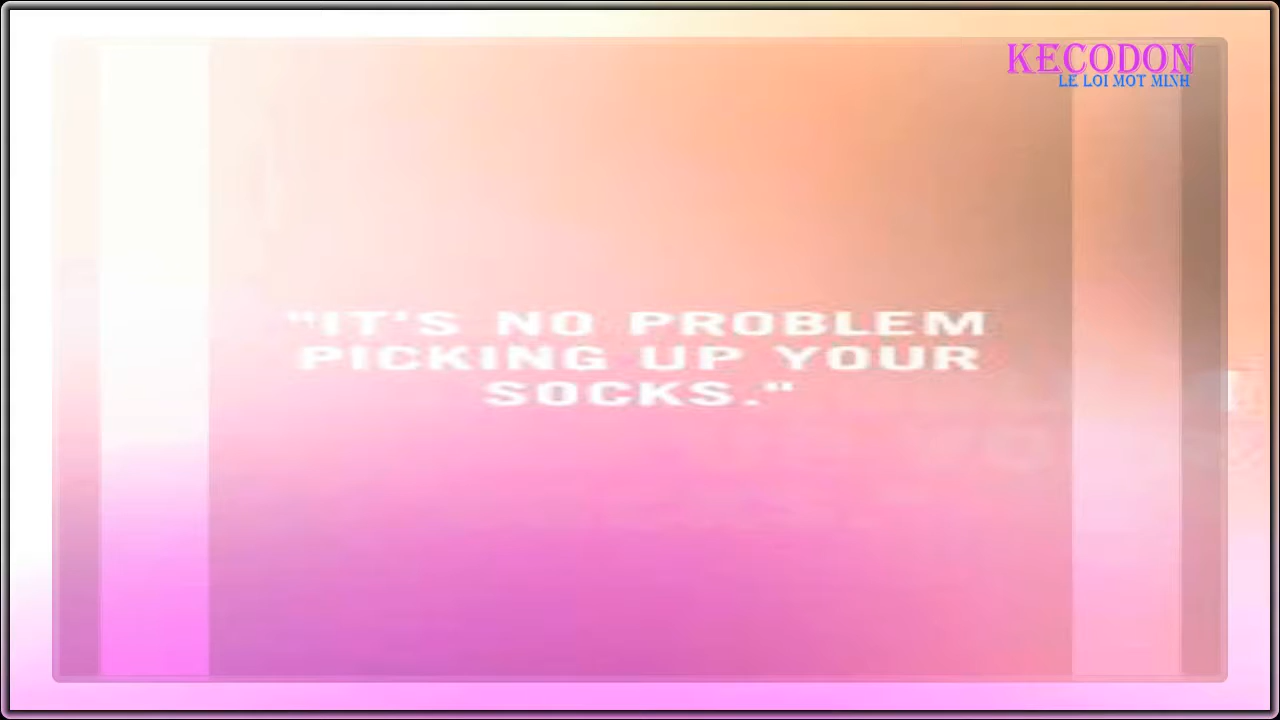 KECODON
LE LOI MOT MINH
"IT'S NO PROBLEM
PICKING UP YOUR
SOCKS."